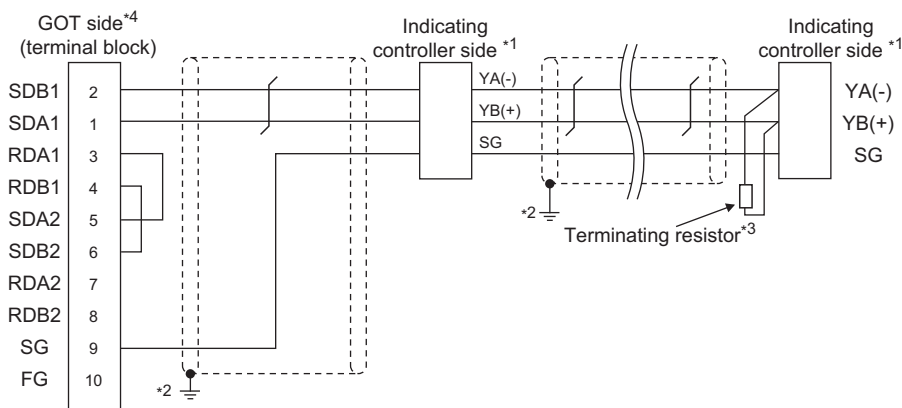 GOT side*4
(terminal block)
Indicating
controller side *1
Indicating
controller side *1
SDB1 2 YA(-) YA(-)
SDA1 1 YB(+) YB(+)
RDA1 3 SG SG
RDB1 4
SDA2 5
SDB2 6
RDA2 7
RDB2 8
SG 9
FG 10
*2
*2
Terminating resistor*3